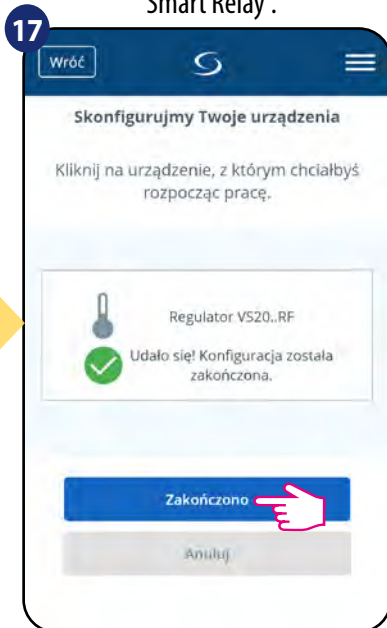 Smart Relay".
17
Wróć
Skonfigurujmy Twoje urządzenia
Kliknij na urządzenie, z którym chciałbyś
rozpocząc pracę.
Regulator VS20..RF
Udało się! Konfiguracja została
zakończona.
Zakończono
Anuluj